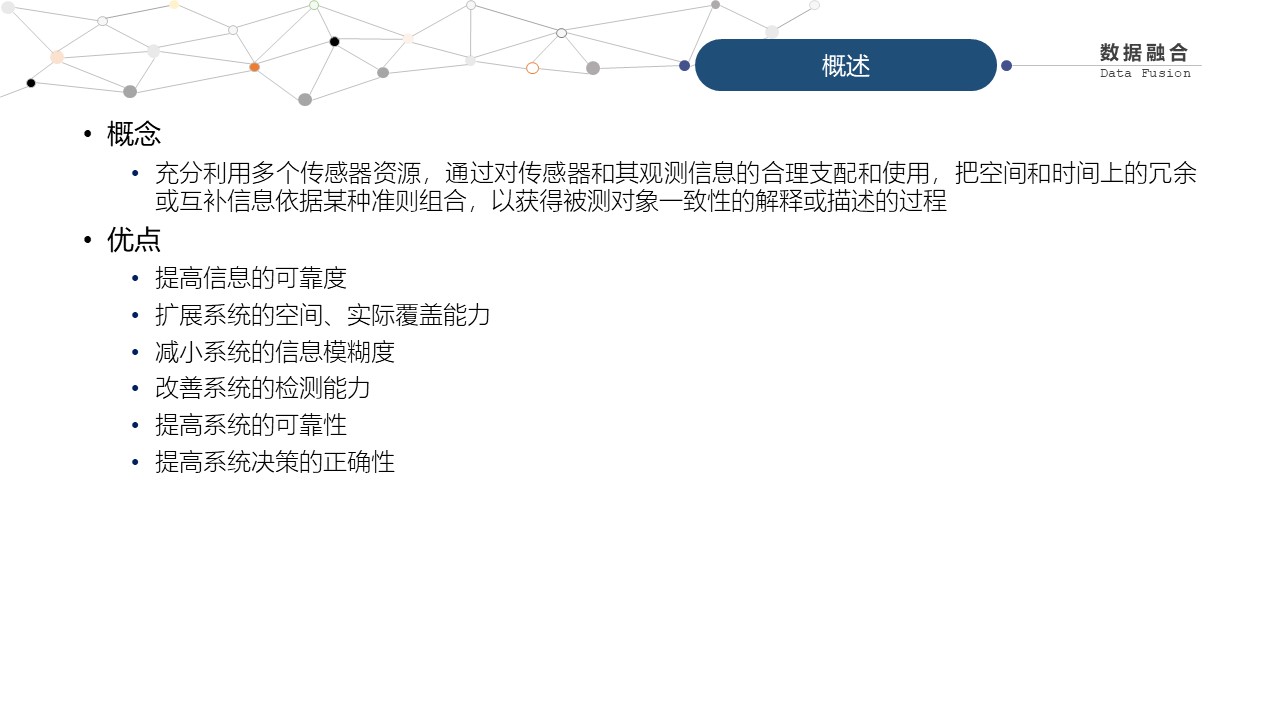 概述
数据融合
Data Fusion
• 概念
• 充分利用多个传感器资源，通过对传感器和其观测信息的合理支配和使用，把空间和时间上的冗余
或互补信息依据某种准则组合，以获得被测对象一致性的解释或描述的过程
• 优点
• 提高信息的可靠度
• 扩展系统的空间、实际覆盖能力
• 减小系统的信息模糊度
• 改善系统的检测能力
• 提高系统的可靠性
• 提高系统决策的正确性